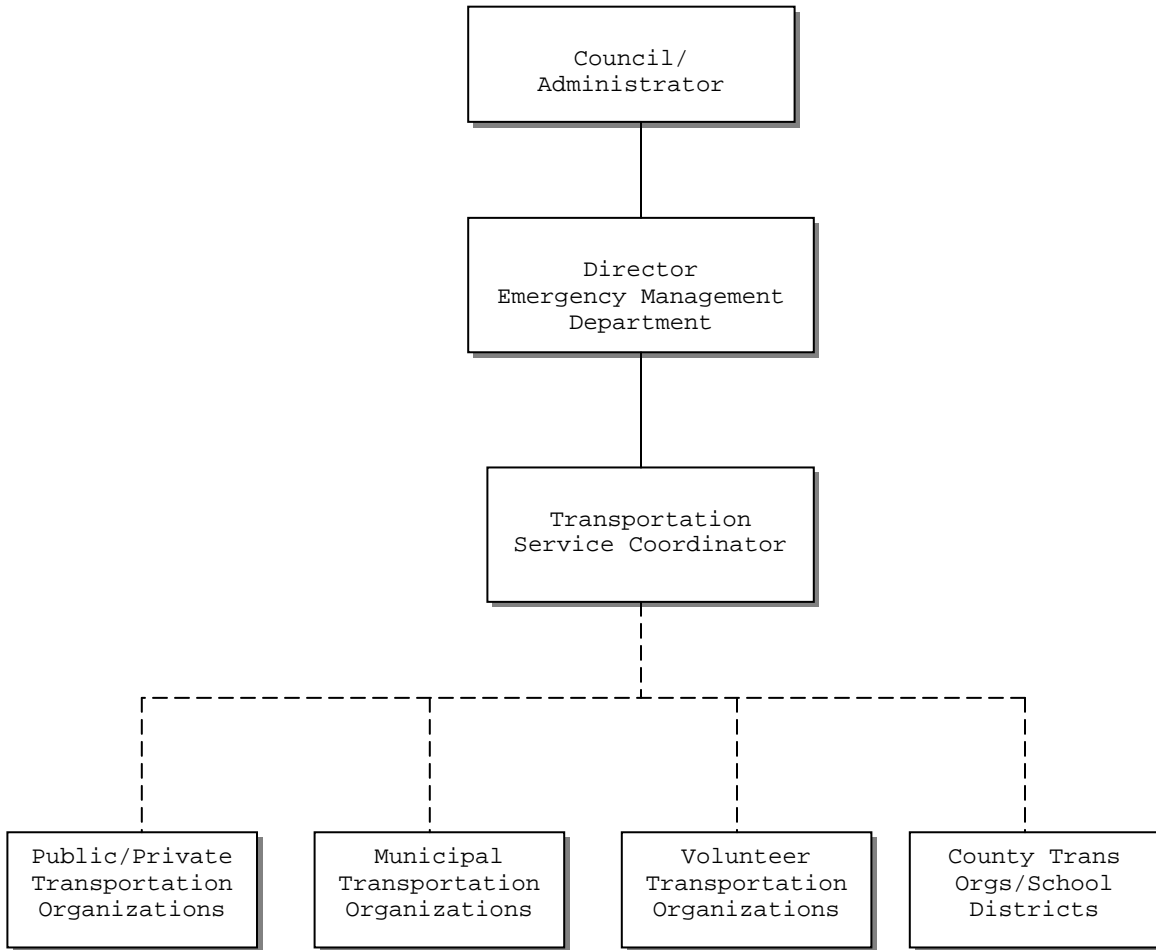 Council/
Administrator
Director
Emergency Management
Department
Transportation
Service Coordinator
Public/Private
Transportation
Organizations
Municipal
Transportation
Organizations
Volunteer
Transportation
Organizations
County Trans
Orgs/School
Districts